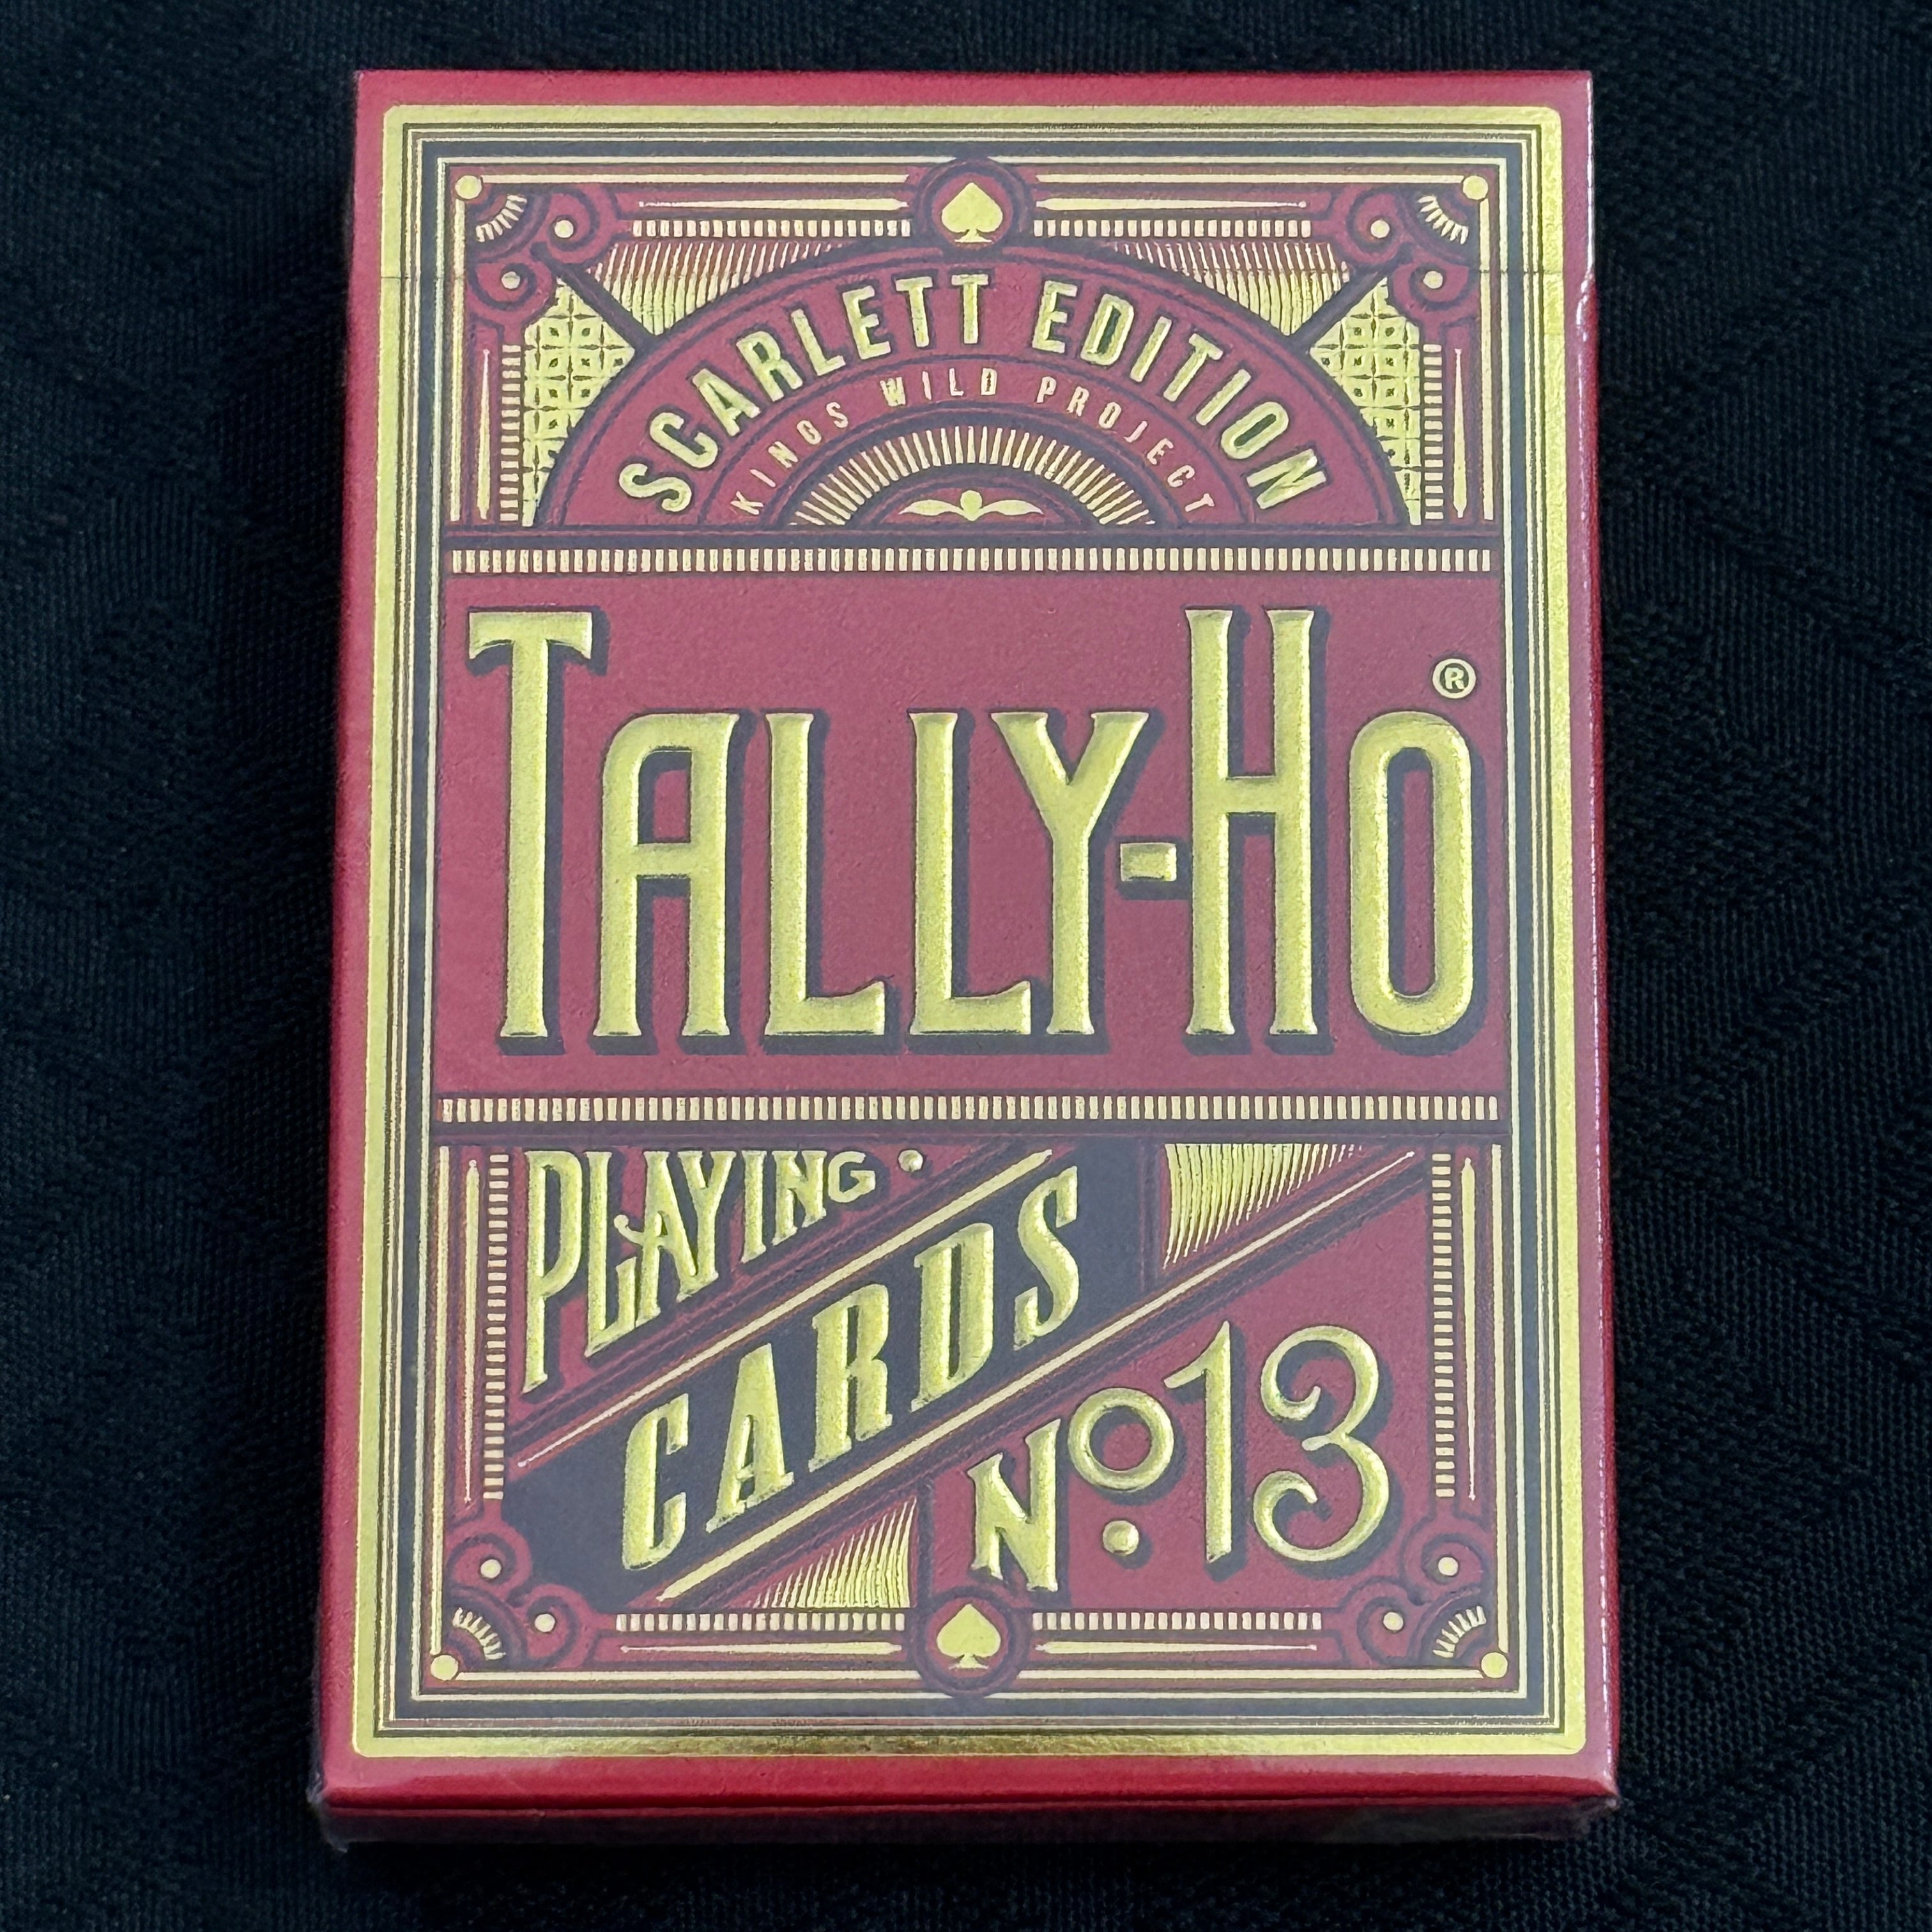 SCARLETT EDITION
KINGS WILD PROJECT
TALLY-HO®
PLAYING
CARDS
Nº13